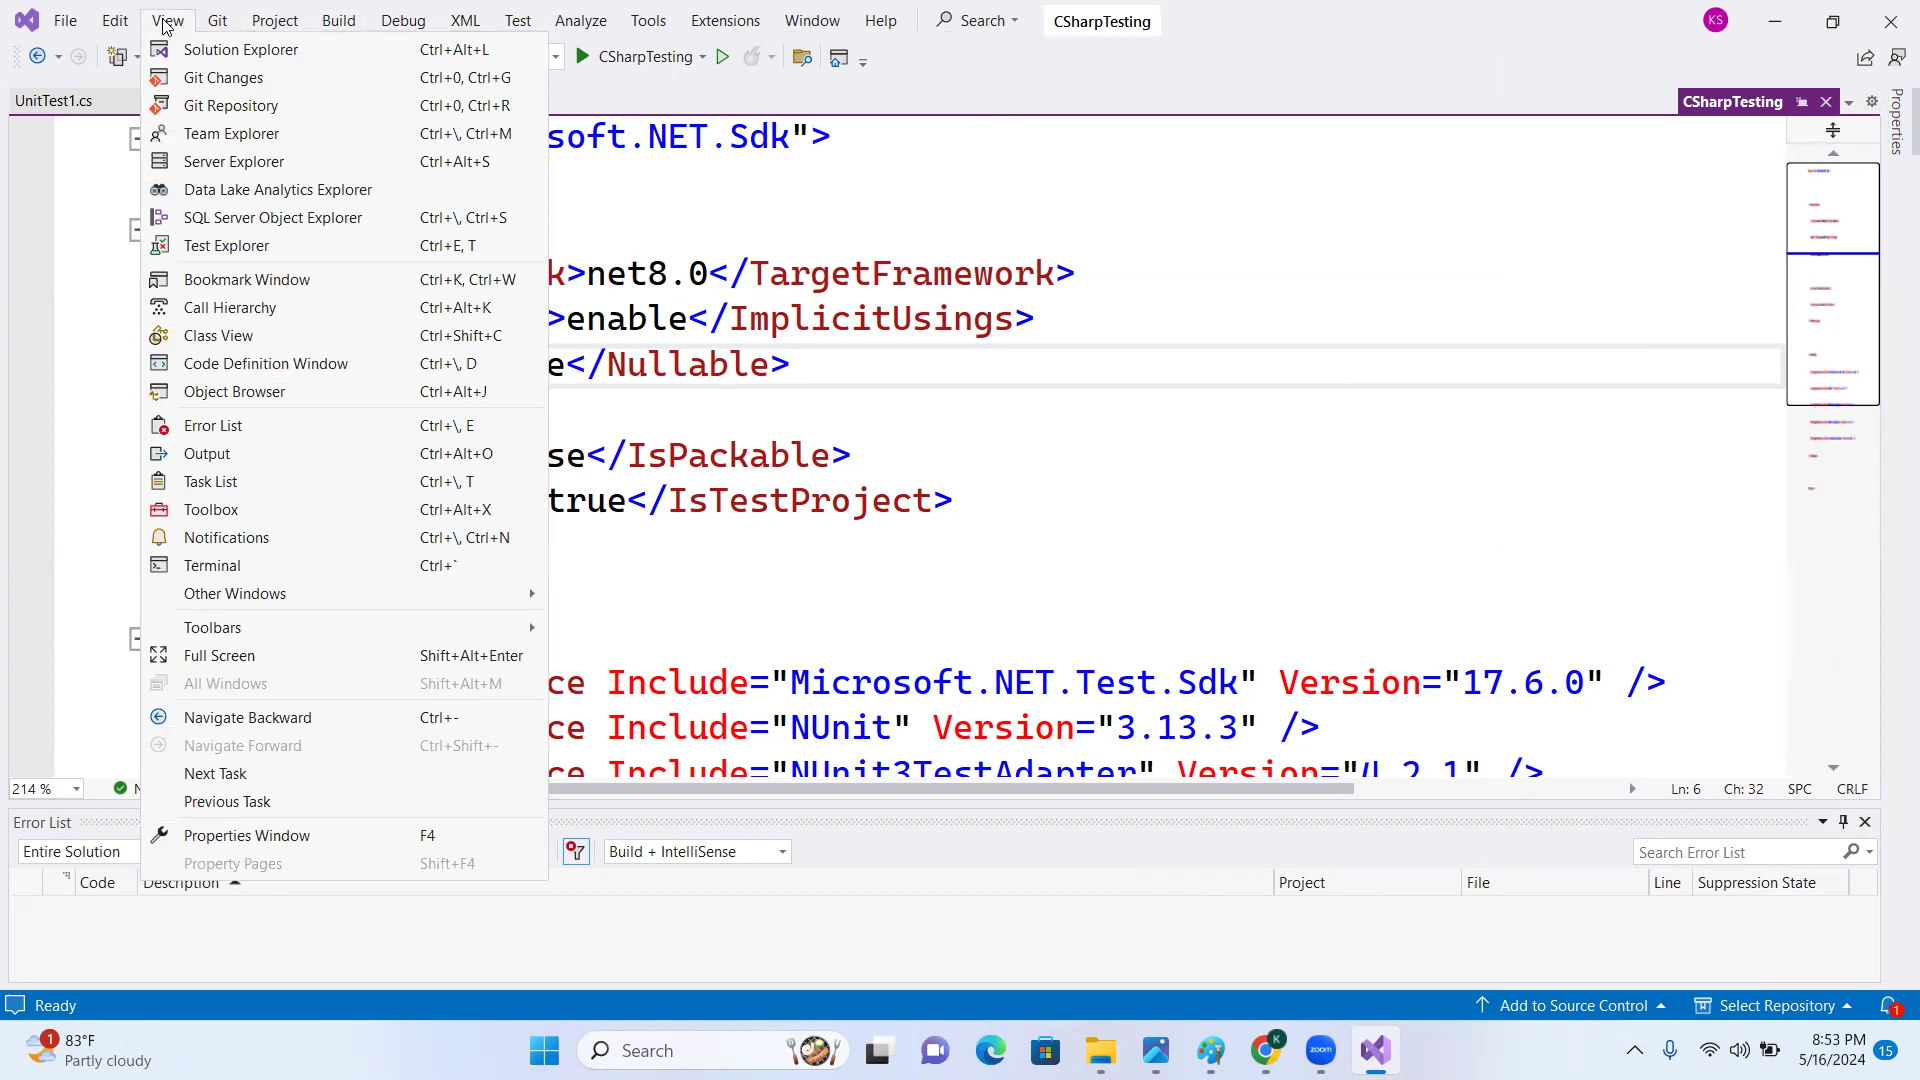 File Edit View Git Project Build Debug XML Test Analyze Tools Extensions Window Help Search CSharpTesting KS
CSharpTesting
UnitTest1.cs
CSharpTesting
Properties
Solution Explorer Ctrl+Alt+L
Git Changes Ctrl+0, Ctrl+G
Git Repository Ctrl+0, Ctrl+R
Team Explorer Ctrl+\, Ctrl+M
Server Explorer Ctrl+Alt+S
Data Lake Analytics Explorer
SQL Server Object Explorer Ctrl+\, Ctrl+S
Test Explorer Ctrl+E, T
Bookmark Window Ctrl+K, Ctrl+W
Call Hierarchy Ctrl+Alt+K
Class View Ctrl+Shift+C
Code Definition Window Ctrl+\, D
Object Browser Ctrl+Alt+J
Error List Ctrl+\, E
Output Ctrl+Alt+O
Task List Ctrl+\, T
Toolbox Ctrl+Alt+X
Notifications Ctrl+\, Ctrl+N
Terminal Ctrl+`
Other Windows
Toolbars
Full Screen Shift+Alt+Enter
All Windows Shift+Alt+M
Navigate Backward Ctrl+-
Navigate Forward Ctrl+Shift+-
Next Task
Previous Task
Properties Window F4
Property Pages Shift+F4
soft.NET.Sdk">
k>net8.0</TargetFramework>
>enable</ImplicitUsings>
e</Nullable>
se</IsPackable>
true</IsTestProject>
ce Include="Microsoft.NET.Test.Sdk" Version="17.6.0" />
ce Include="NUnit" Version="3.13.3" />
ce Include="NUnit3TestAdapter" Version="4.2.1" />
214 % Ln: 6 Ch: 32 SPC CRLF
Error List
Entire Solution Build + IntelliSense Search Error List
Code Description Project File Line Suppression State
Ready Add to Source Control Select Repository 1
1 83°F
Partly cloudy
Search
zoom
K
8:53 PM
5/16/2024
15